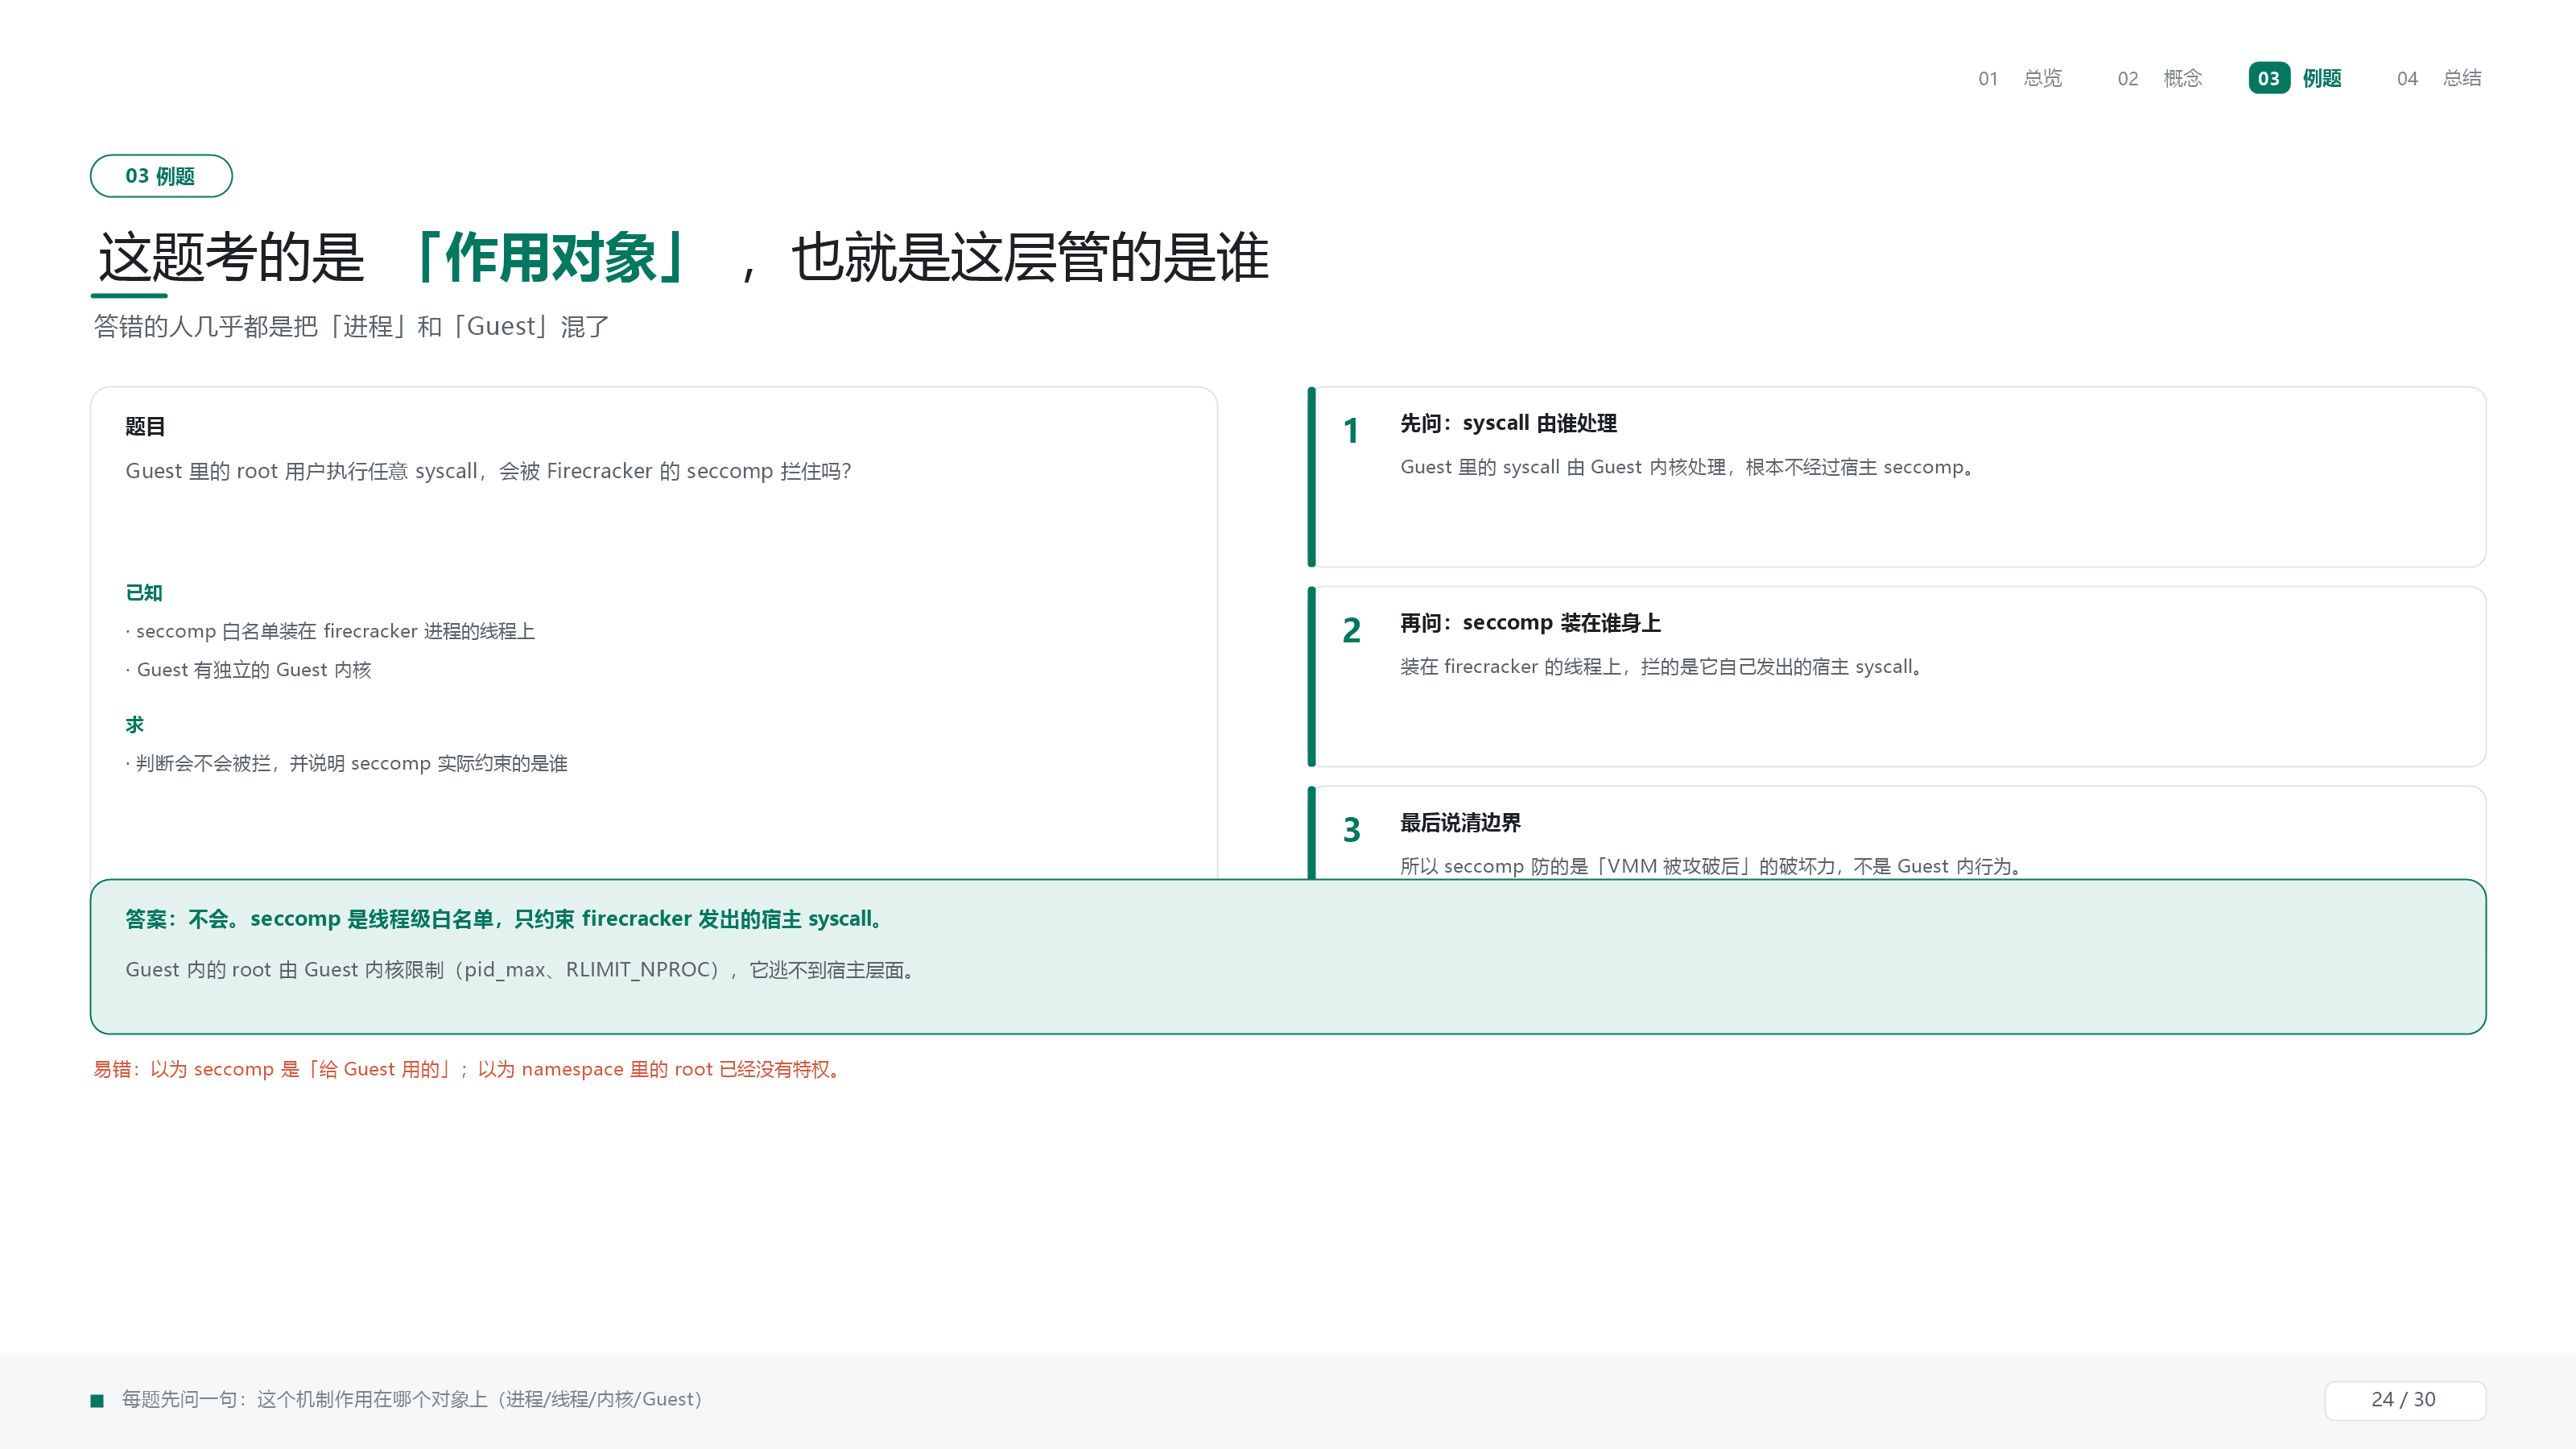 01 总览 02 概念 03 例题 04 总结
03 例题
这题考的是「作用对象」，也就是这层管的是谁
答错的人几乎都是把「进程」和「Guest」混了
题目
Guest 里的 root 用户执行任意 syscall，会被 Firecracker 的 seccomp 拦住吗？
已知
· seccomp 白名单装在 firecracker 进程的线程上
· Guest 有独立的 Guest 内核
求
· 判断会不会被拦，并说明 seccomp 实际约束的是谁
1 先问：syscall 由谁处理
Guest 里的 syscall 由 Guest 内核处理，根本不经过宿主 seccomp。
2 再问：seccomp 装在谁身上
装在 firecracker 的线程上，拦的是它自己发出的宿主 syscall。
3 最后说清边界
所以 seccomp 防的是「VMM 被攻破后」的破坏力，不是 Guest 内行为。
答案：不会。seccomp 是线程级白名单，只约束 firecracker 发出的宿主 syscall。
Guest 内的 root 由 Guest 内核限制（pid_max、RLIMIT_NPROC），它逃不到宿主层面。
易错：以为 seccomp 是「给 Guest 用的」；以为 namespace 里的 root 已经没有特权。
每题先问一句：这个机制作用在哪个对象上（进程/线程/内核/Guest）
24 / 30